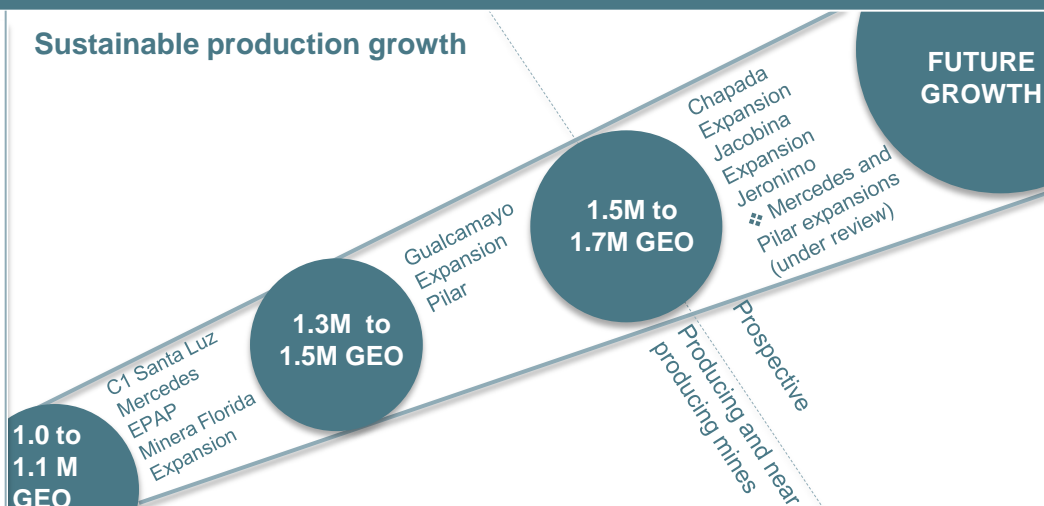 Sustainable production growth
1.0 to
1.1 M
GEO
C1 Santa Luz
Mercedes
EPAP
Minera Florida
Expansion
1.3M to
1.5M GEO
Gualcamayo
Expansion
Pilar
1.5M to
1.7M GEO
Chapada
Expansion
Jacobina
Expansion
Jeronimo
❖ Mercedes and
Pilar expansions
(under review)
FUTURE
GROWTH
Prospective
Producing and near
producing mines